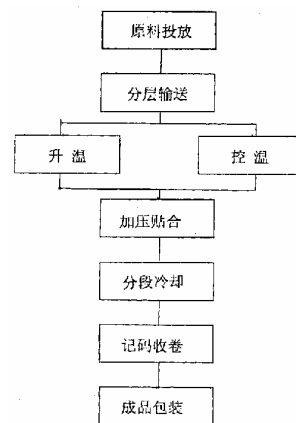 原料投放
分层输送
升 温
控 温
加压贴合
分段冷却
记码收卷
成品包装